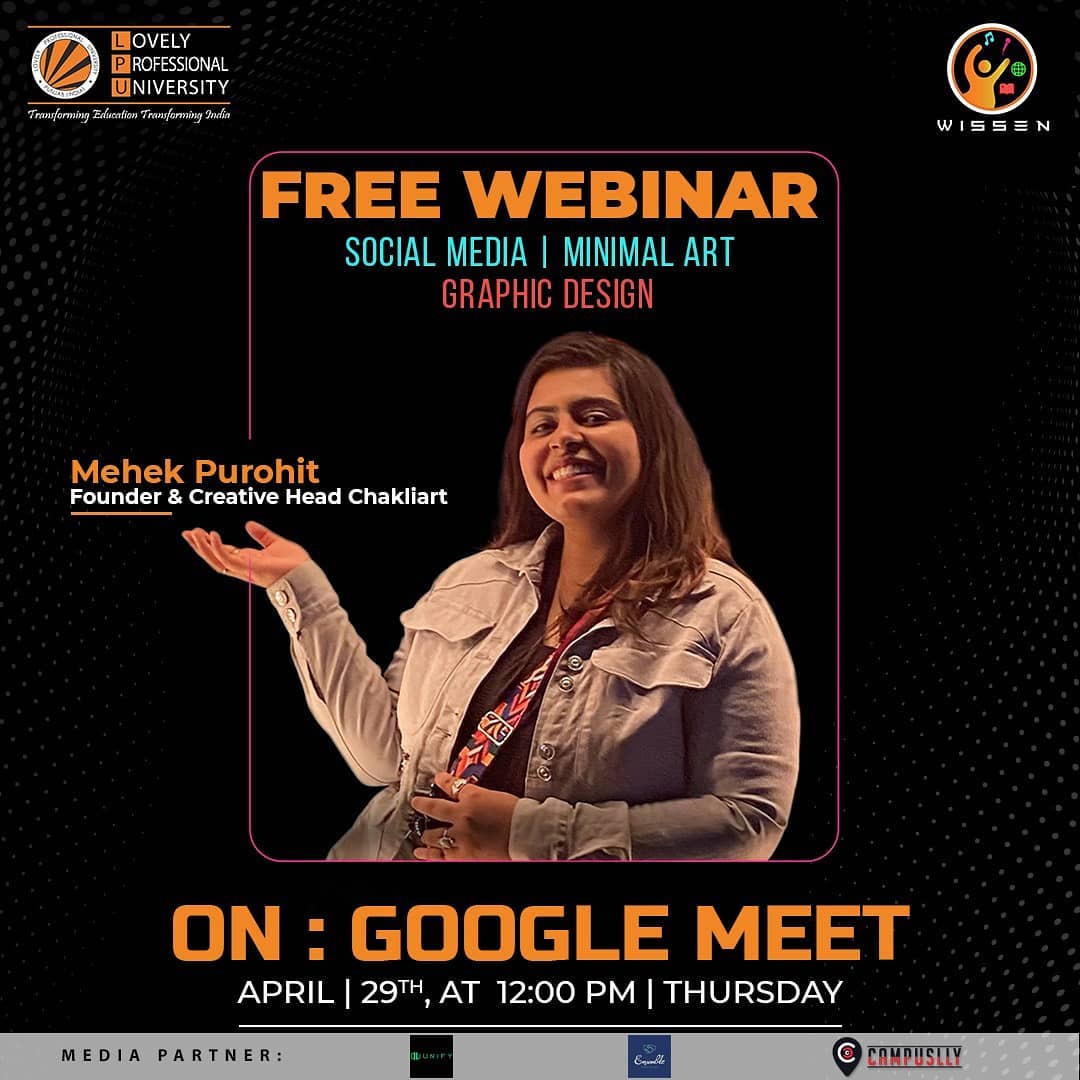 LOVELY
PROFESSIONAL
UNIVERSITY
Transforming Education Transforming India
WISSEN
FREE WEBINAR
SOCIAL MEDIA | MINIMAL ART
GRAPHIC DESIGN
Mehek Purohit
Founder & Creative Head Chakliart
ON : GOOGLE MEET
APRIL | 29TH, AT 12:00 PM | THURSDAY
MEDIA PARTNER:
UNIFY
Ensemble
CAMPUSLLY